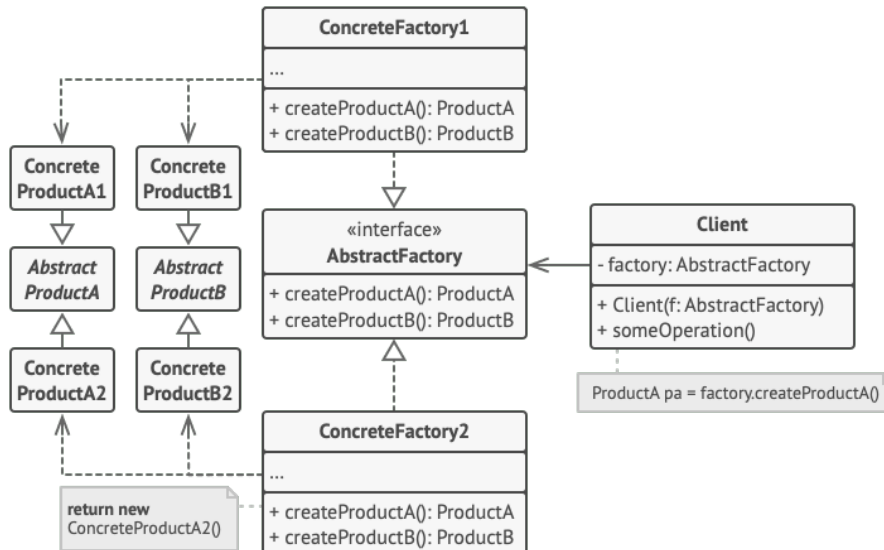 ConcreteFactory1
...
+ createProductA(): ProductA
+ createProductB(): ProductB
Concrete
ProductA1
Concrete
ProductB1
Abstract
ProductA
Abstract
ProductB
Concrete
ProductA2
Concrete
ProductB2
«interface»
AbstractFactory
+ createProductA(): ProductA
+ createProductB(): ProductB
Client
- factory: AbstractFactory
+ Client(f: AbstractFactory)
+ someOperation()
ProductA pa = factory.createProductA()
ConcreteFactory2
...
+ createProductA(): ProductA
+ createProductB(): ProductB
return new
ConcreteProductA2()